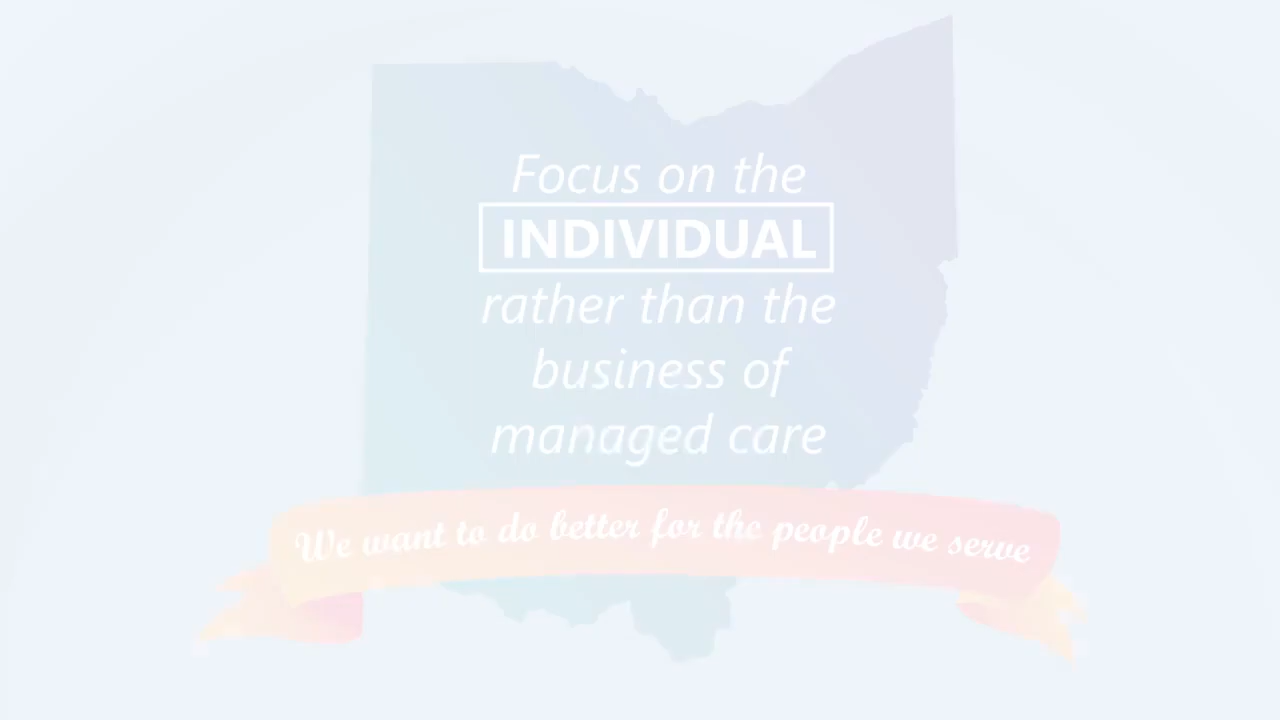 Focus on the
INDIVIDUAL
rather than the
business of
managed care
We want to do better for the people we serve